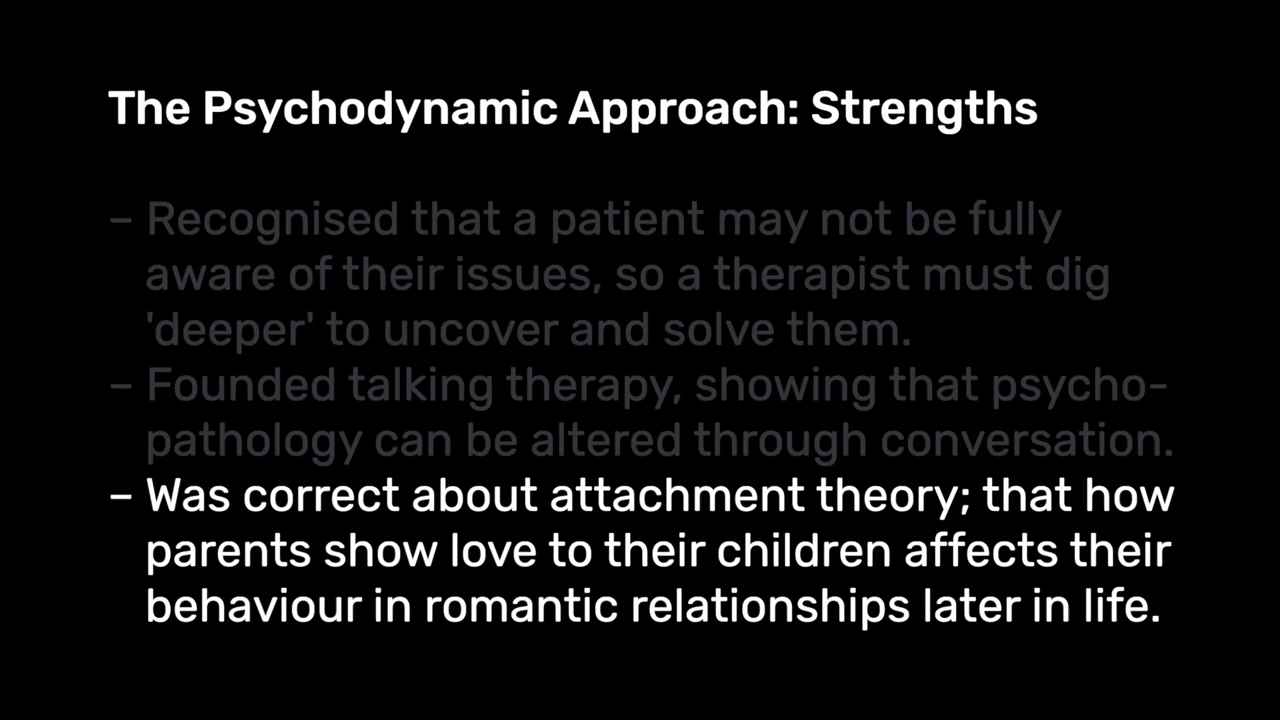 The Psychodynamic Approach: Strengths
– Recognised that a patient may not be fully
aware of their issues, so a therapist must dig
'deeper' to uncover and solve them.
– Founded talking therapy, showing that psycho-
pathology can be altered through conversation.
– Was correct about attachment theory; that how
parents show love to their children affects their
behaviour in romantic relationships later in life.